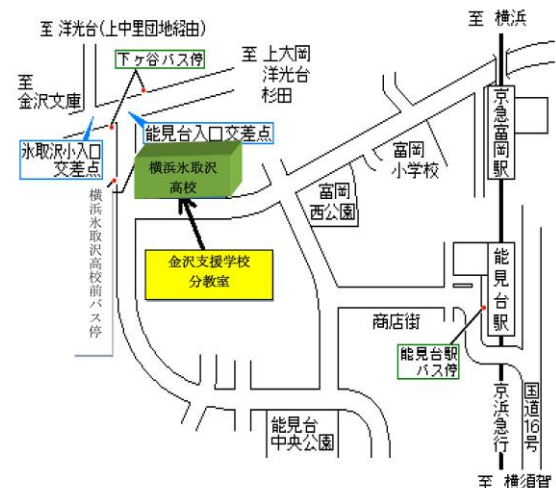 至 洋光台(上中里団地経由)
至 横浜
下ヶ谷バス停
至 上大岡
洋光台
杉田
至
金沢文庫
能見台入口交差点
氷取沢小入口
交差点
横浜氷取沢
高校
京急富岡駅
富岡
小学校
富岡
西公園
横浜氷取沢高校前バス停
金沢支援学校
分教室
能見台駅
商店街
能見台駅
バス停
能見台
中央公園
京浜急行
国道16号
至 横須賀